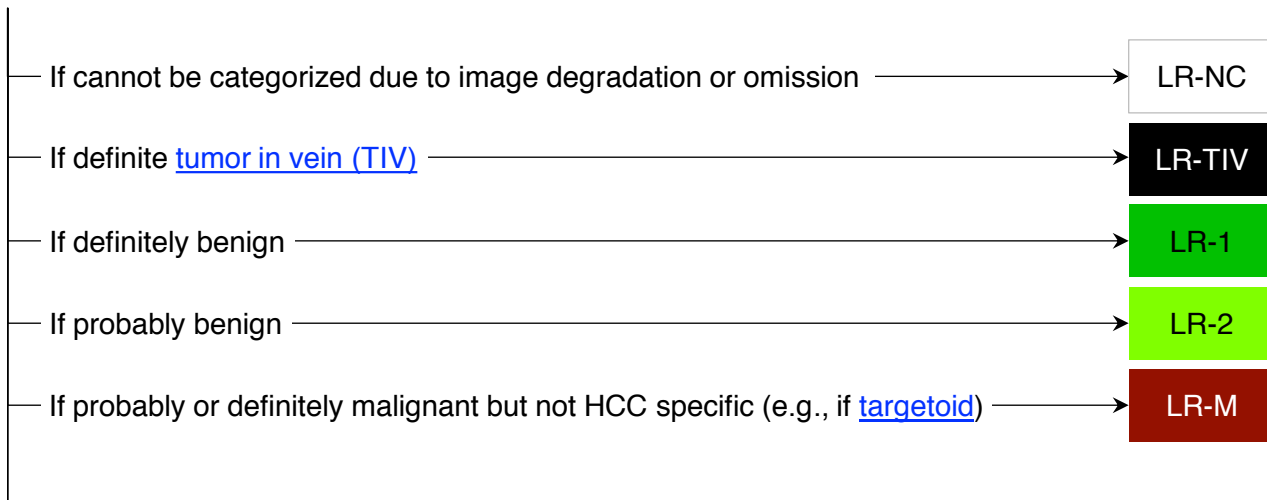 If cannot be categorized due to image degradation or omission LR-NC
If definite tumor in vein (TIV) LR-TIV
If definitely benign LR-1
If probably benign LR-2
If probably or definitely malignant but not HCC specific (e.g., if targetoid) LR-M